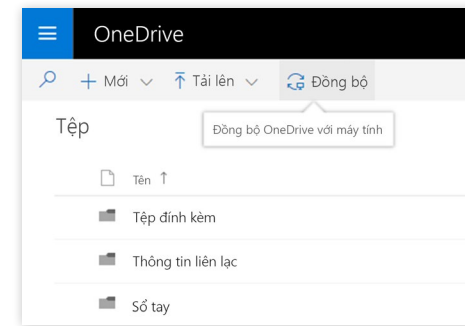 OneDrive
Mới Tải lên Đồng bộ
Đồng bộ OneDrive với máy tính
Tệp
Tên ↑
Tệp đính kèm
Thông tin liên lạc
Sổ tay